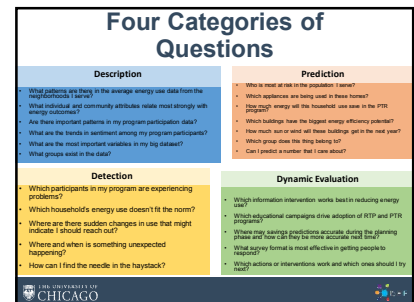 Four Categories of
Questions
Description
• What patterns are there in the average energy use data from the
neighborhoods I serve?
• What individual and community attributes relate most strongly with
energy outcomes?
• Are there important patterns in my program participation data?
• What are the trends in sentiment among my program participants?
• What are the most important variables in my big dataset?
• What groups exist in the data?
Prediction
• Who is most at risk in the population I serve?
• Which appliances are being used in these homes?
• How much energy will this household use save in the PTR
program?
• Which buildings have the biggest energy efficiency potential?
• How much sun or wind will these buildings get in the next year?
• Which group does this thing belong to?
• Can I predict a number that I care about?
Detection
• Which participants in my program are experiencing
problems?
• Which household's energy use doesn't fit the norm?
• Where are there sudden changes in use that might
indicate I should reach out?
• Where and when is something unexpected
happening?
• How can I find the needle in the haystack?
Dynamic Evaluation
• Which information intervention works best in reducing energy
use?
• Which educational campaigns drive adoption of RTP and PTR
programs?
• Where may savings predictions accurate during the planning
phase and how can they be more accurate next time?
• What survey format is most effective in getting people to
respond?
• Which actions or interventions work and which ones should I try
next?
THE UNIVERSITY OF
CHICAGO